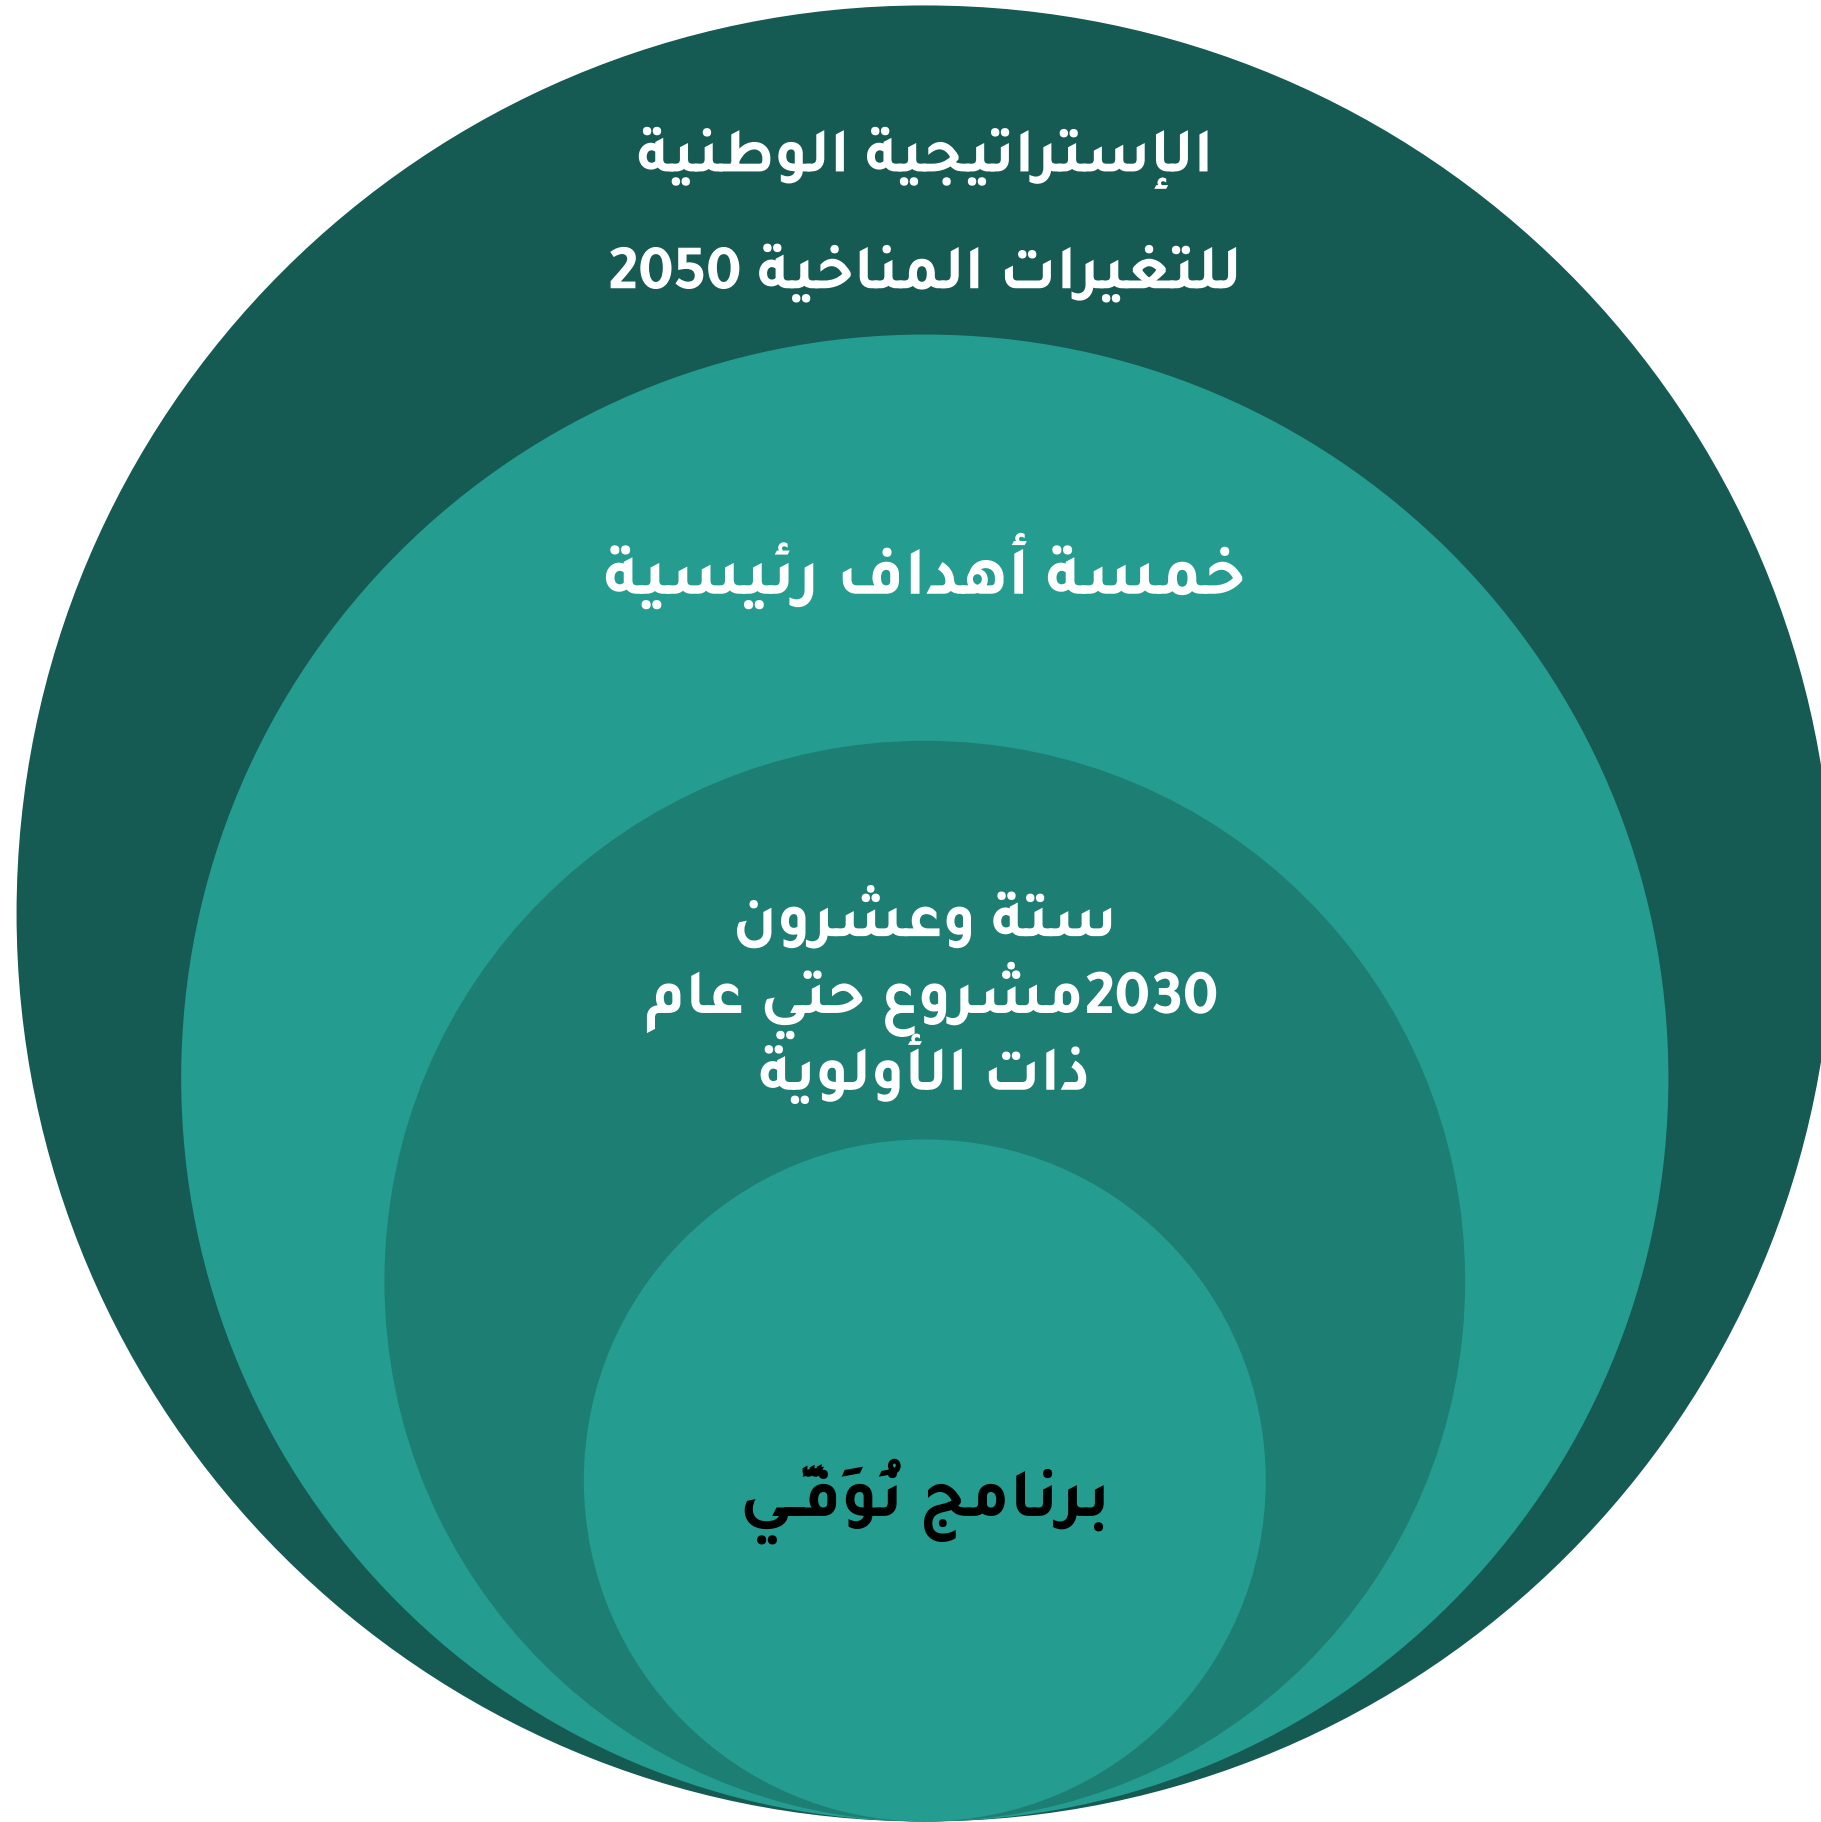 الإستراتيجية الوطنية
للتغيرات المناخية 2050
خمسة أهداف رئيسية
ستة وعشرون
2030مشروع حتي عام
ذات الأولوية
برنامج نُوَفّي